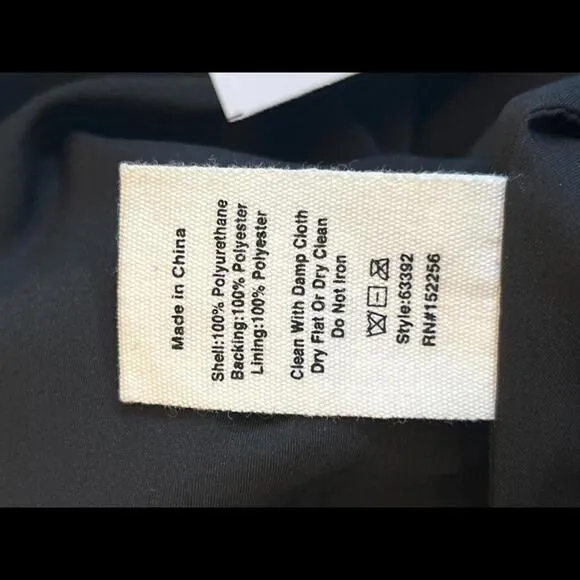 Made in China
Shell:100% Polyurethane
Backing:100% Polyester
Lining:100% Polyester
Clean With Damp Cloth
Dry Flat Or Dry Clean
Do Not Iron
Style:63392
RN#152256